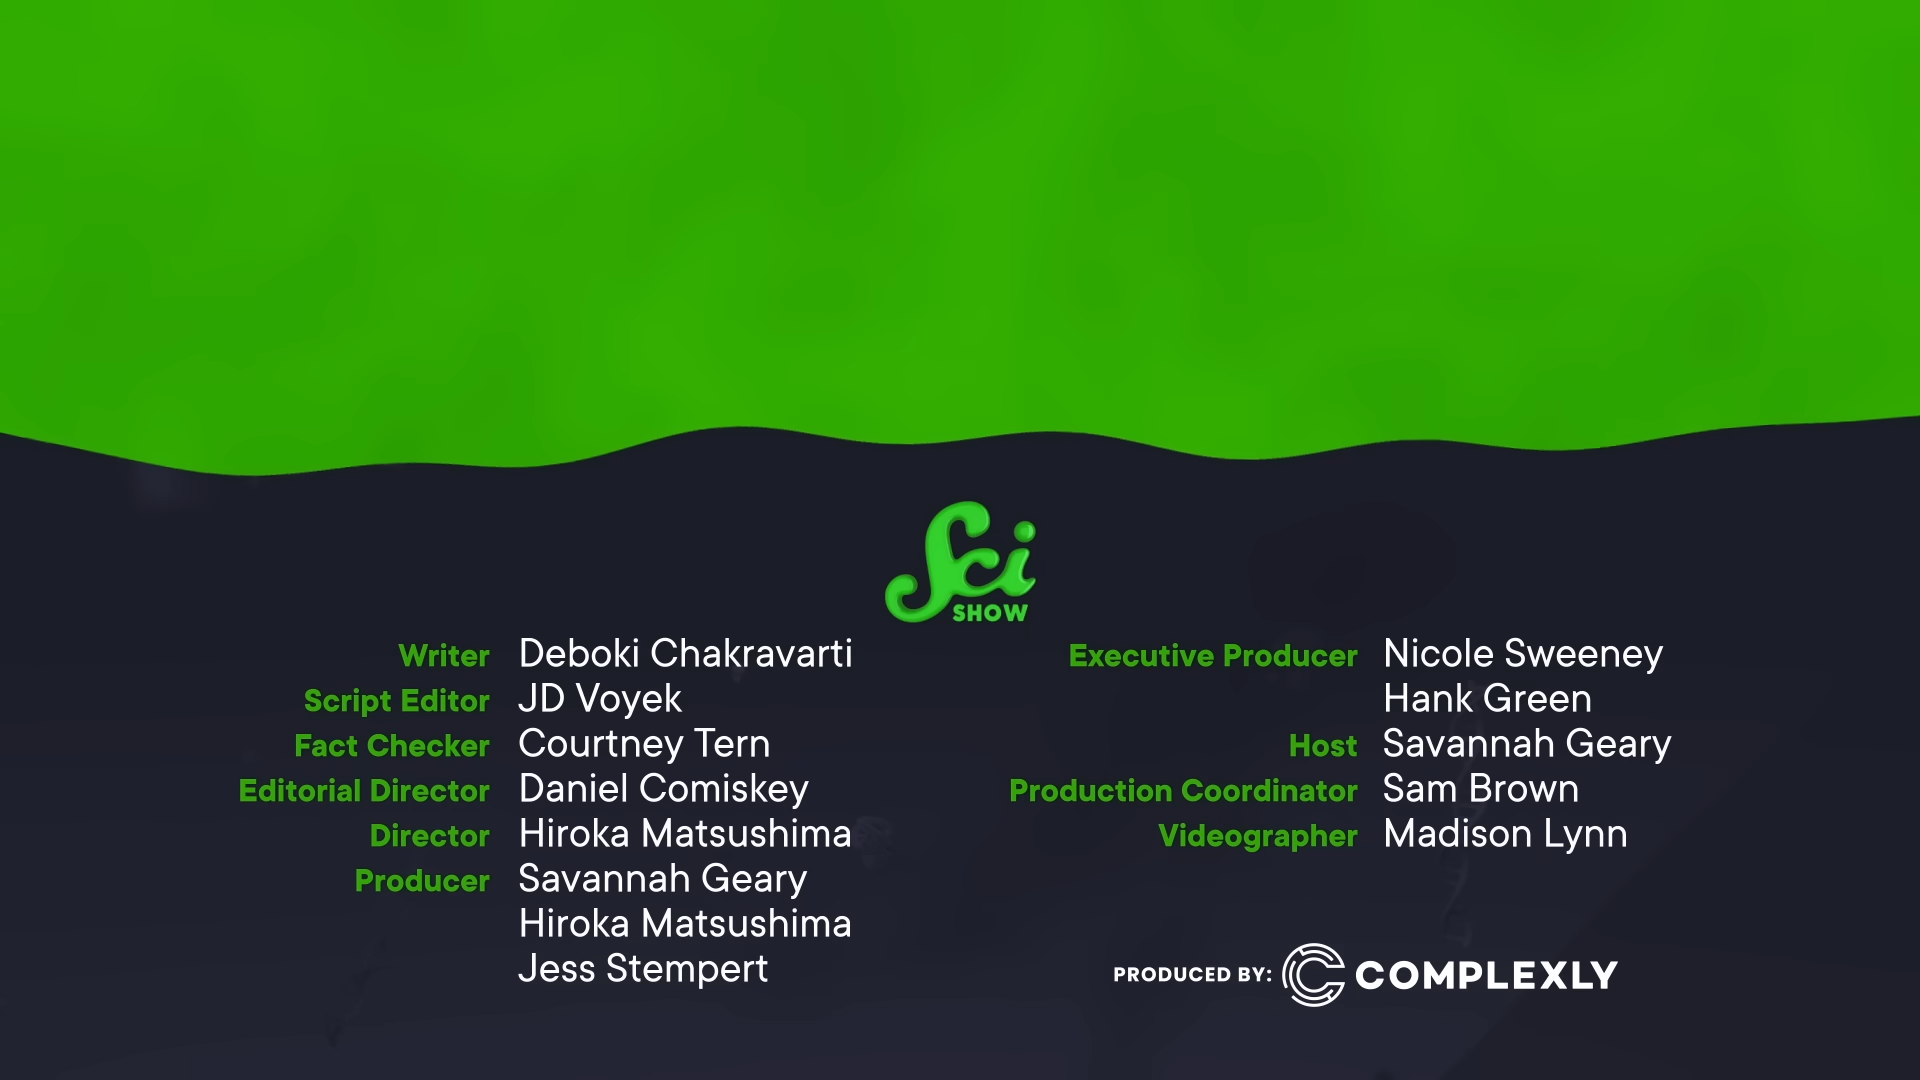 Sci
SHOW
Writer Deboki Chakravarti
Script Editor JD Voyek
Fact Checker Courtney Tern
Editorial Director Daniel Comiskey
Director Hiroka Matsushima
Producer Savannah Geary
Hiroka Matsushima
Jess Stempert
Executive Producer Nicole Sweeney
Hank Green
Host Savannah Geary
Production Coordinator Sam Brown
Videographer Madison Lynn
PRODUCED BY: COMPLEXLY